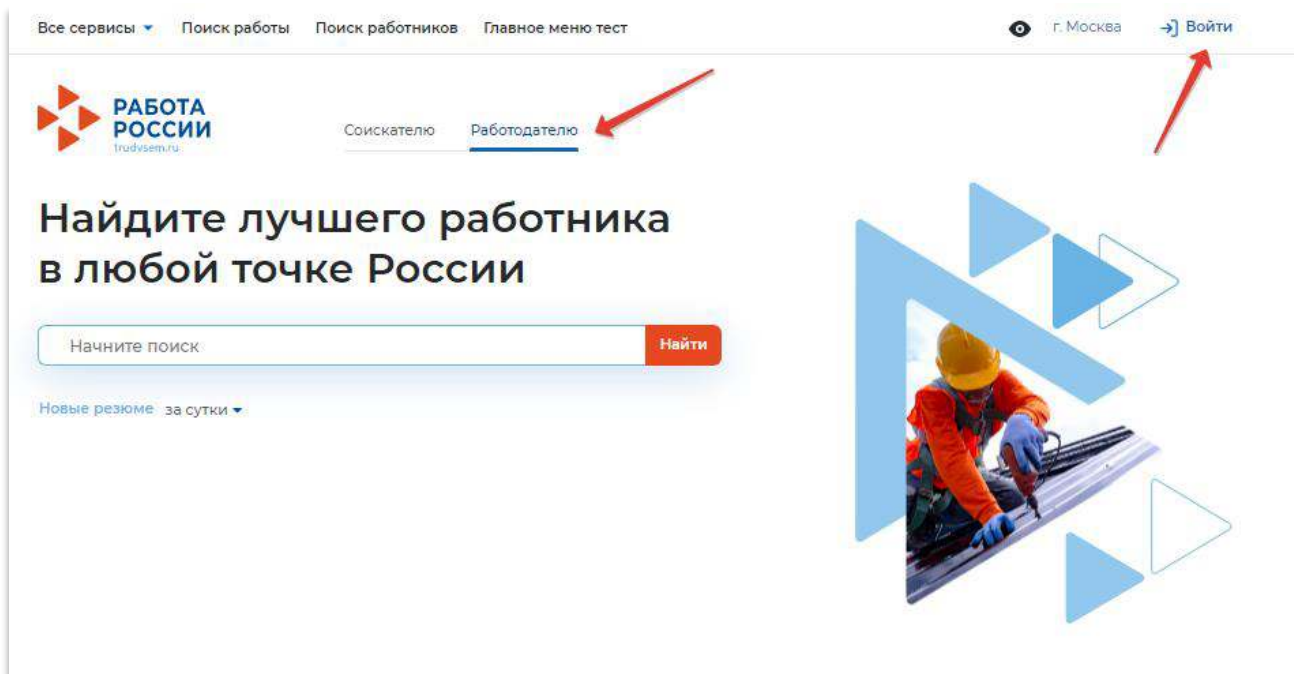 Все сервисы Поиск работы Поиск работников Главное меню тест г. Москва Войти
РАБОТА
РОССИИ
trudvsem.ru
Соискателю Работодателю
Найдите лучшего работника
в любой точке России
Начните поиск Найти
Новые резюме за сутки